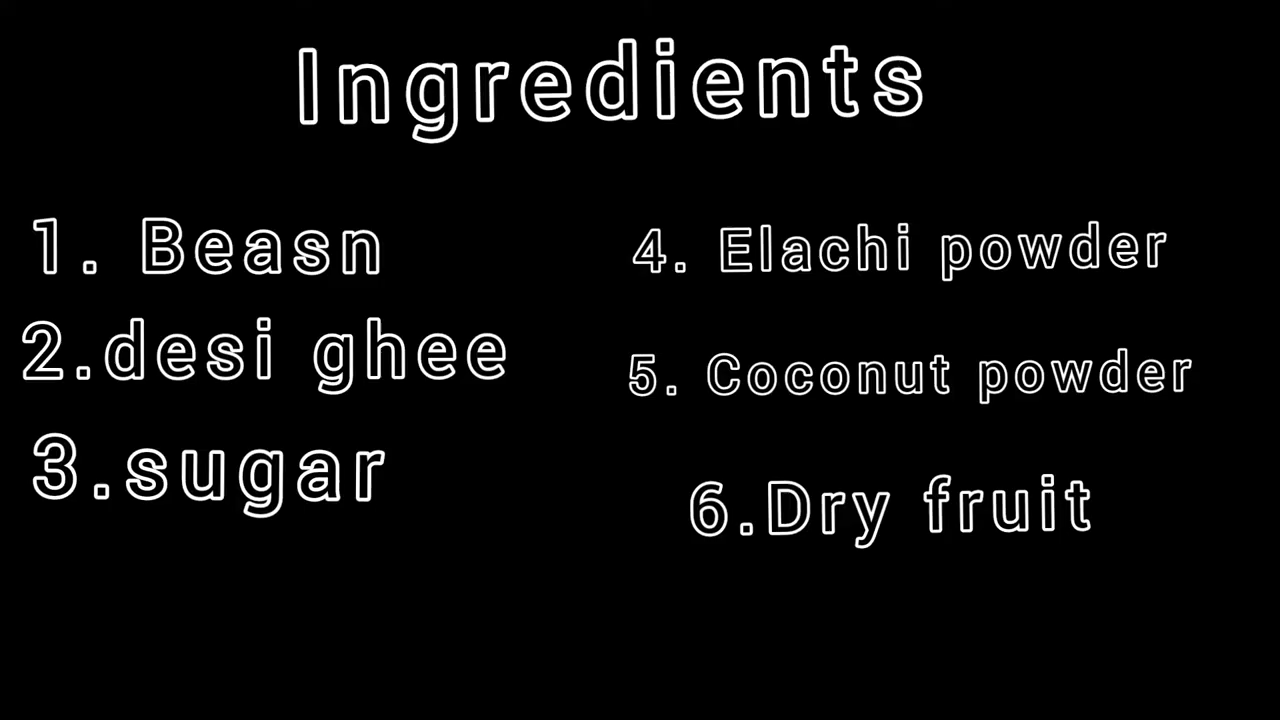 Ingredients
1. Beasn
2.desi ghee
3.sugar
4. Elachi powder
5. Coconut powder
6.Dry fruit